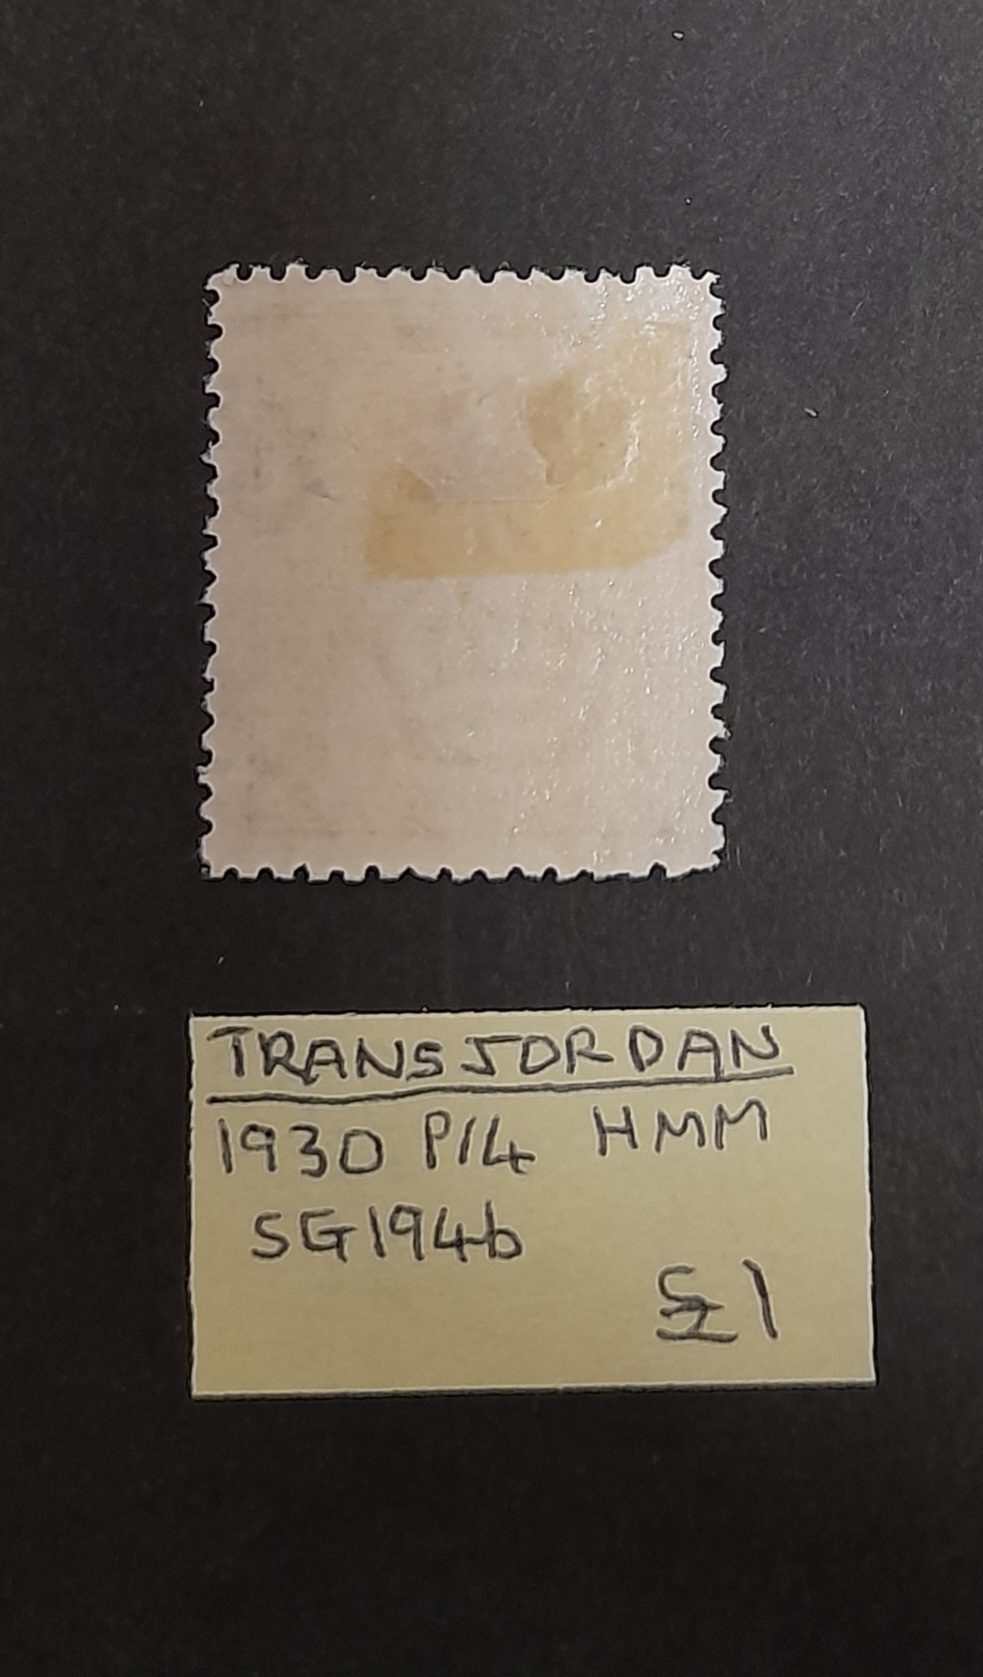 TRANSJORDAN
1930 P14 HMM
SG194b
£1